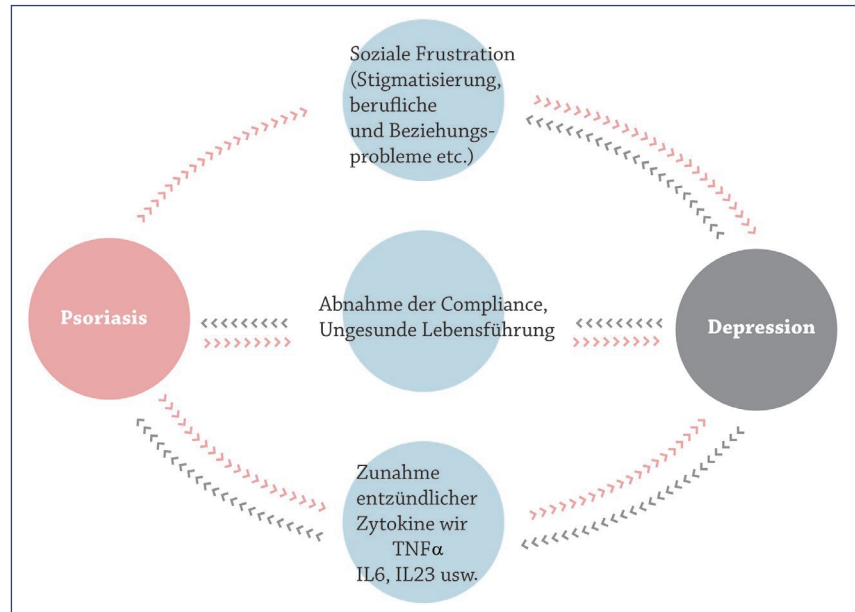 Soziale Frustration
(Stigmatisierung,
berufliche
und Beziehungs-
probleme etc.)
Psoriasis
Abnahme der Compliance,
Ungesunde Lebensführung
Depression
Zunahme
entzündlicher
Zytokine wir
TNFα
IL6, IL23 usw.